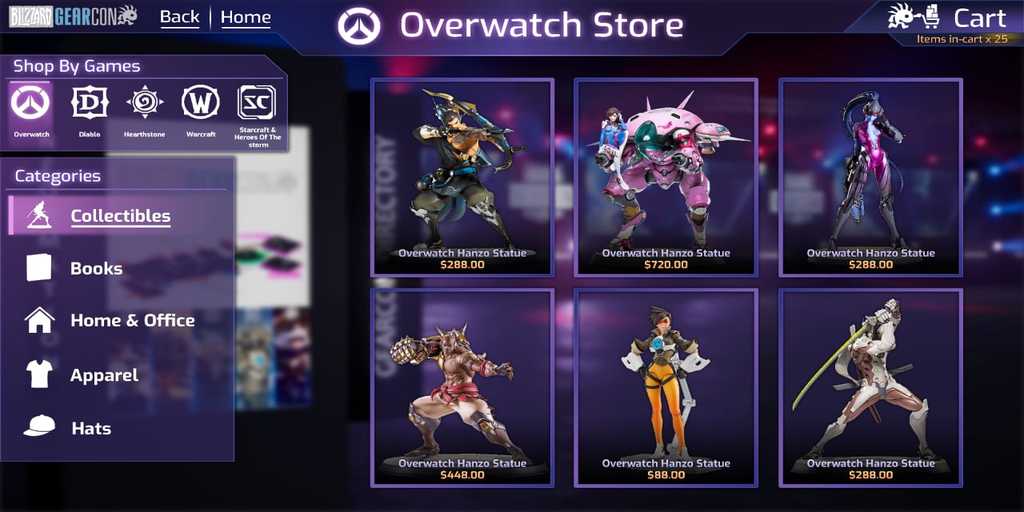 BLIZZARD GEARCON
Back
Home
Overwatch Store
Cart
Items in-cart x 25
Shop By Games
Overwatch
Diablo
Hearthstone
Warcraft
Starcraft &
Heroes Of The
storm
Categories
Collectibles
Books
Home & Office
Apparel
Hats
Overwatch Hanzo Statue
$288.00
Overwatch Hanzo Statue
$720.00
Overwatch Hanzo Statue
$288.00
Overwatch Hanzo Statue
$448.00
Overwatch Hanzo Statue
$88.00
Overwatch Hanzo Statue
$288.00
DIRECTORY